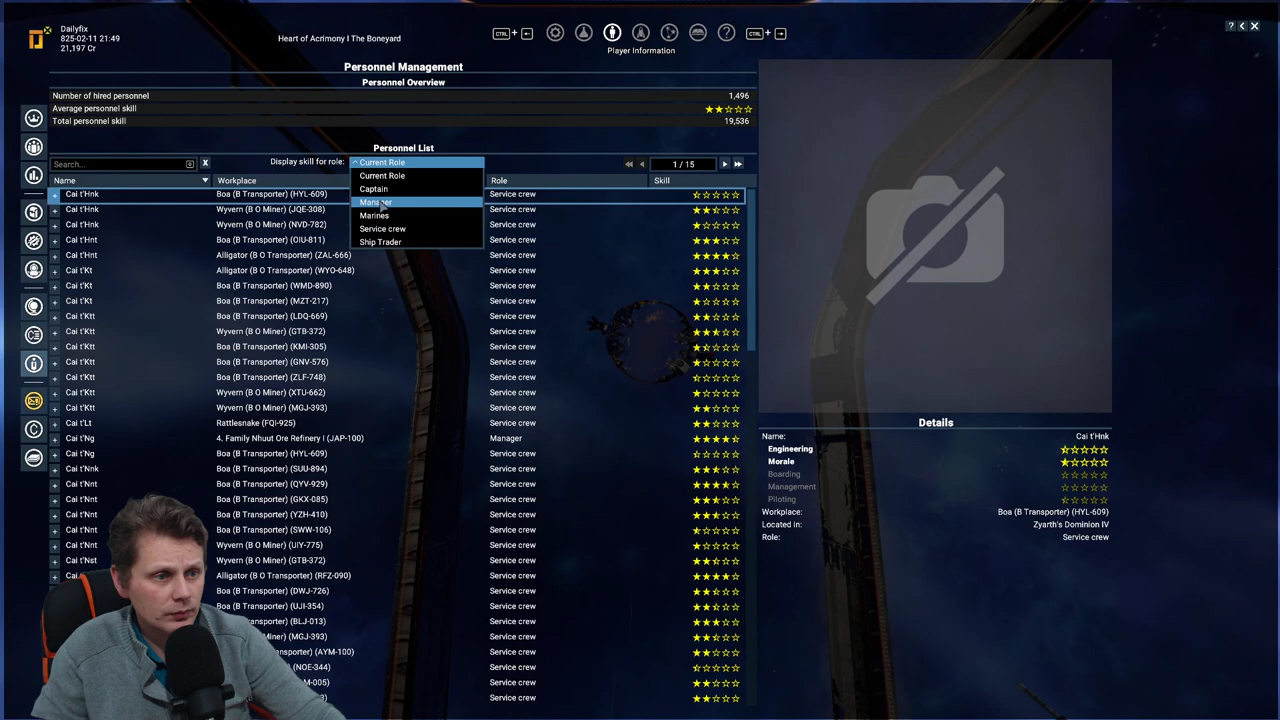 Dailyfix
825-02-11 21:49
21,197 Cr
Heart of Acrimony I The Boneyard
CTRL +
CTRL +
? < X
Player Information
Personnel Management
Personnel Overview
Number of hired personnel 1,496
Average personnel skill
Total personnel skill 19,536
Personnel List
Search... X Display skill for role: Current Role 1 / 15
Current Role
Captain
Manager
Marines
Service crew
Ship Trader
Name Workplace Role Skill
Cai t'Hnk Boa (B Transporter) (HYL-609) Service crew
Cai t'Hnk Wyvern (B O Miner) (JQE-308) Service crew
Cai t'Hnk Wyvern (B O Miner) (NVD-782) Service crew
Cai t'Hnt Boa (B Transporter) (OIU-811) Service crew
Cai t'Hnt Alligator (B O Transporter) (ZAL-666) Service crew
Cai t'Kt Alligator (B O Transporter) (WYO-648) Service crew
Cai t'Kt Boa (B Transporter) (WMD-890) Service crew
Cai t'Kt Boa (B Transporter) (MZT-217) Service crew
Cai t'Ktt Boa (B Transporter) (LDQ-669) Service crew
Cai t'Ktt Wyvern (B O Miner) (GTB-372) Service crew
Cai t'Ktt Boa (B Transporter) (KMI-305) Service crew
Cai t'Ktt Boa (B Transporter) (GNV-576) Service crew
Cai t'Ktt Boa (B Transporter) (ZLF-748) Service crew
Cai t'Ktt Wyvern (B O Miner) (XTU-662) Service crew
Cai t'Ktt Wyvern (B O Miner) (MGJ-393) Service crew
Cai t'Lt Rattlesnake (FQI-925) Service crew
Cai t'Ng 4. Family Nhuut Ore Refinery I (JAP-100) Manager
Cai t'Ng Boa (B Transporter) (HYL-609) Service crew
Cai t'Nnk Boa (B Transporter) (SUU-894) Service crew
Cai t'Nnt Boa (B Transporter) (QYV-929) Service crew
Cai t'Nnt Boa (B Transporter) (GKX-085) Service crew
Cai t'Nnt Boa (B Transporter) (YZH-410) Service crew
Cai t'Nnt Boa (B Transporter) (SWW-106) Service crew
Cai t'Nnt Wyvern (B O Miner) (UIY-775) Service crew
Cai t'Nst Wyvern (B O Miner) (GTB-372) Service crew
Cai Alligator (B O Transporter) (RFZ-090) Service crew
Boa (B Transporter) (DWJ-726) Service crew
Boa (B Transporter) (UJI-354) Service crew
(BLJ-013) Service crew
Miner) (MGJ-393) Service crew
(AYM-100) Service crew
(NOE-344) Service crew
Service crew
Service crew
Details
Name: Cai t'Hnk
Engineering
Morale
Boarding
Management
Piloting
Workplace: Boa (B Transporter) (HYL-609)
Located in: Zyarth's Dominion IV
Role: Service crew